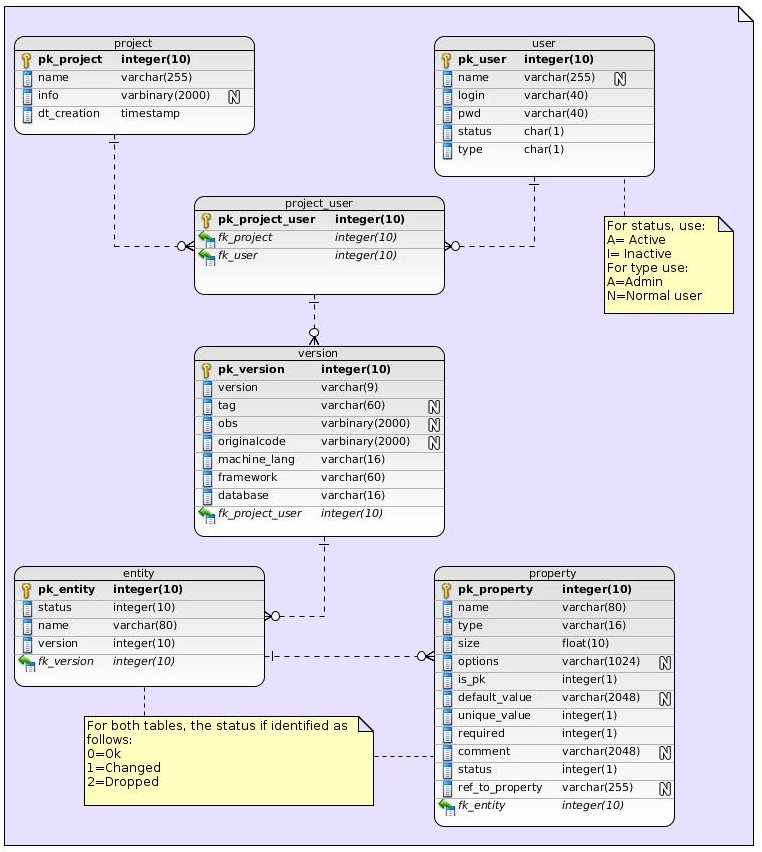 project
pk_project integer(10)
name varchar(255)
info varbinary(2000) N
dt_creation timestamp
user
pk_user integer(10)
name varchar(255) N
login varchar(40)
pwd varchar(40)
status char(1)
type char(1)
project_user
pk_project_user integer(10)
fk_project integer(10)
fk_user integer(10)
For status, use:
A= Active
I= Inactive
For type use:
A=Admin
N=Normal user
version
pk_version integer(10)
version varchar(9)
tag varchar(60) N
obs varbinary(2000) N
originalcode varbinary(2000) N
machine_lang varchar(16)
framework varchar(60)
database varchar(16)
fk_project_user integer(10)
entity
pk_entity integer(10)
status integer(10)
name varchar(80)
version integer(10)
fk_version integer(10)
property
pk_property integer(10)
name varchar(80)
type varchar(16)
size float(10)
options varchar(1024) N
is_pk integer(1)
default_value varchar(2048) N
unique_value integer(1)
required integer(1)
comment varchar(2048) N
status integer(1)
ref_to_property varchar(255) N
fk_entity integer(10)
For both tables, the status if identified as
follows:
0=Ok
1=Changed
2=Dropped